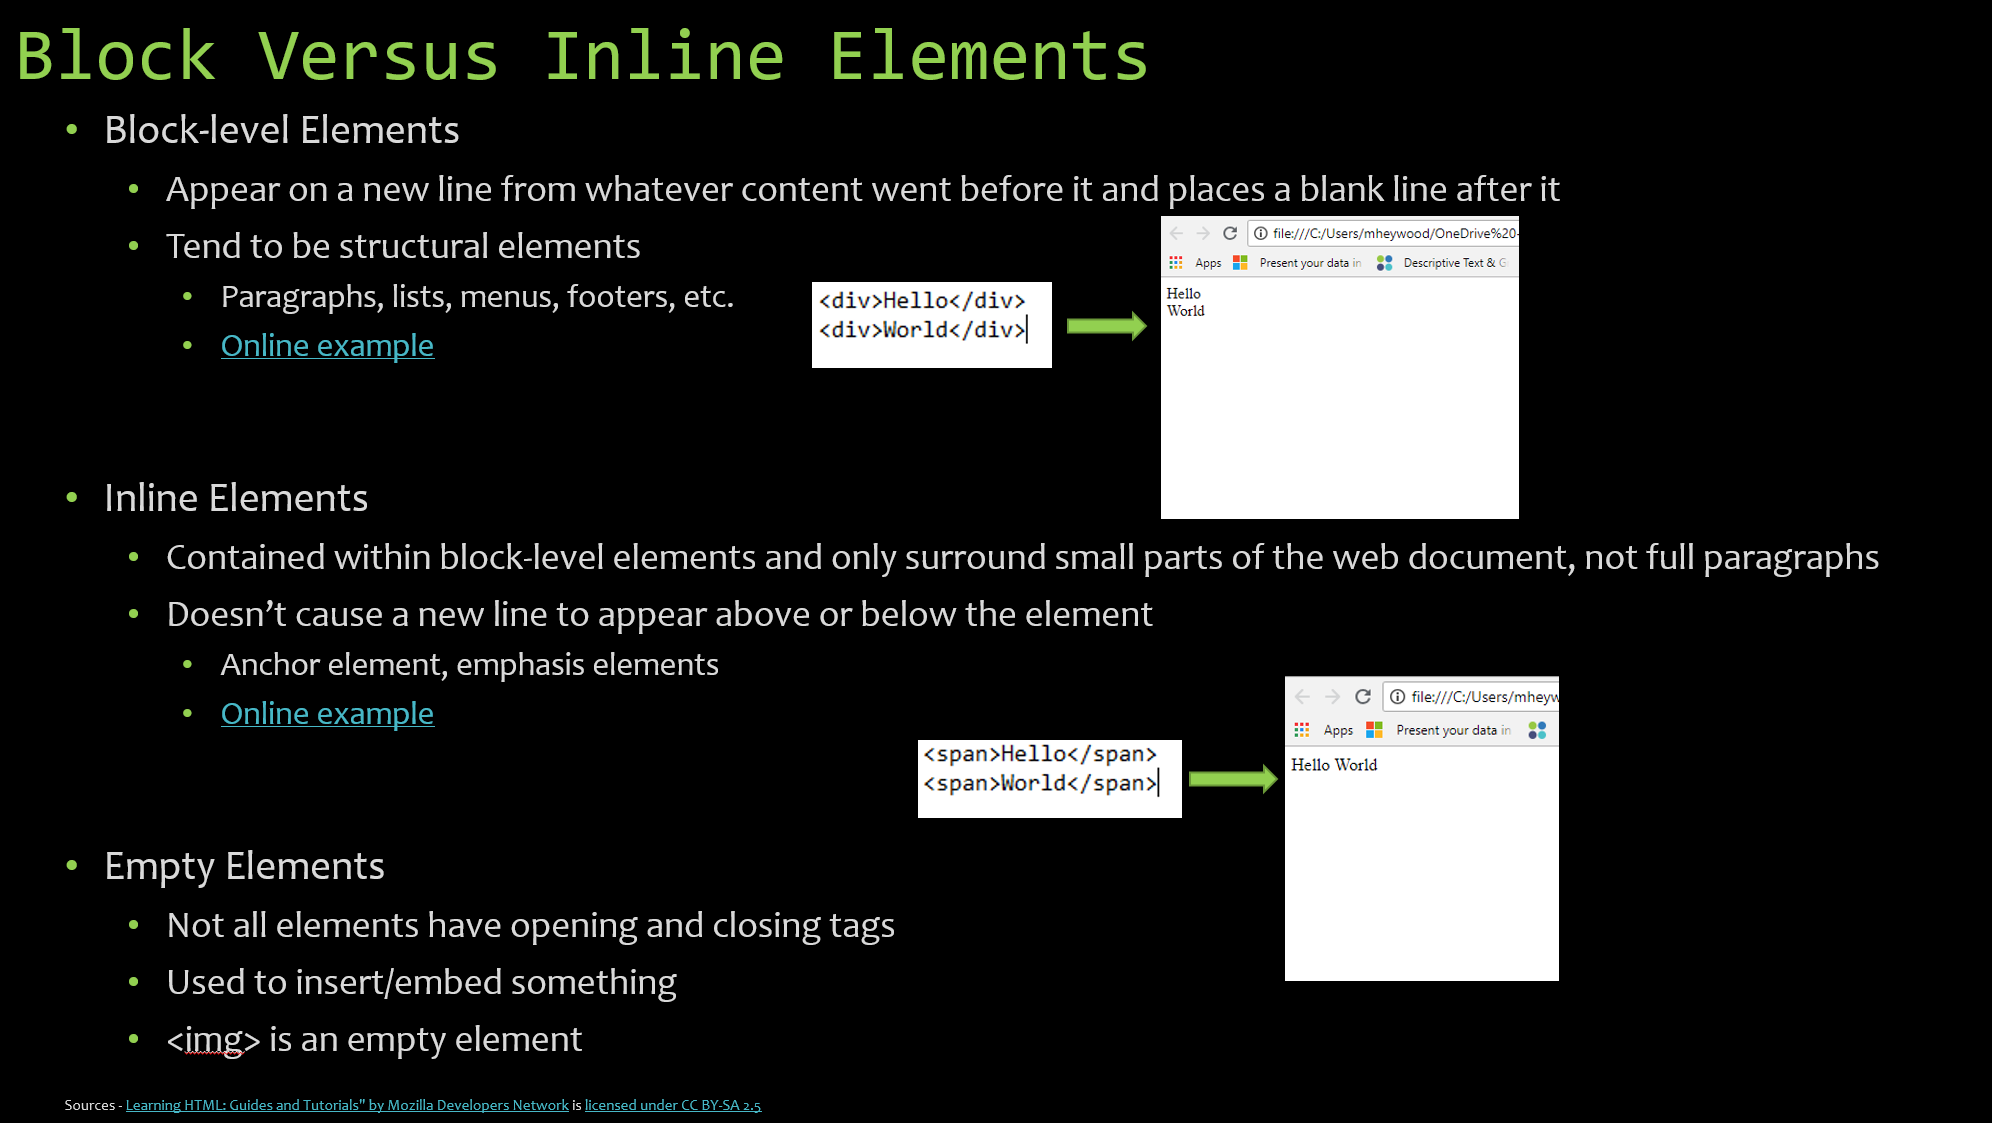 Block Versus Inline Elements
• Block-level Elements
• Appear on a new line from whatever content went before it and places a blank line after it
• Tend to be structural elements
• Paragraphs, lists, menus, footers, etc.
• Online example
<div>Hello</div>
<div>World</div>
file:///C:/Users/mheywood/OneDrive%20-
Apps Present your data in Descriptive Text & G
Hello
World
• Inline Elements
• Contained within block-level elements and only surround small parts of the web document, not full paragraphs
• Doesn’t cause a new line to appear above or below the element
• Anchor element, emphasis elements
• Online example
<span>Hello</span>
<span>World</span>
file:///C:/Users/mheyw
Apps Present your data in
Hello World
• Empty Elements
• Not all elements have opening and closing tags
• Used to insert/embed something
• <img> is an empty element
Sources - Learning HTML: Guides and Tutorials” by Mozilla Developers Network is licensed under CC BY-SA 2.5